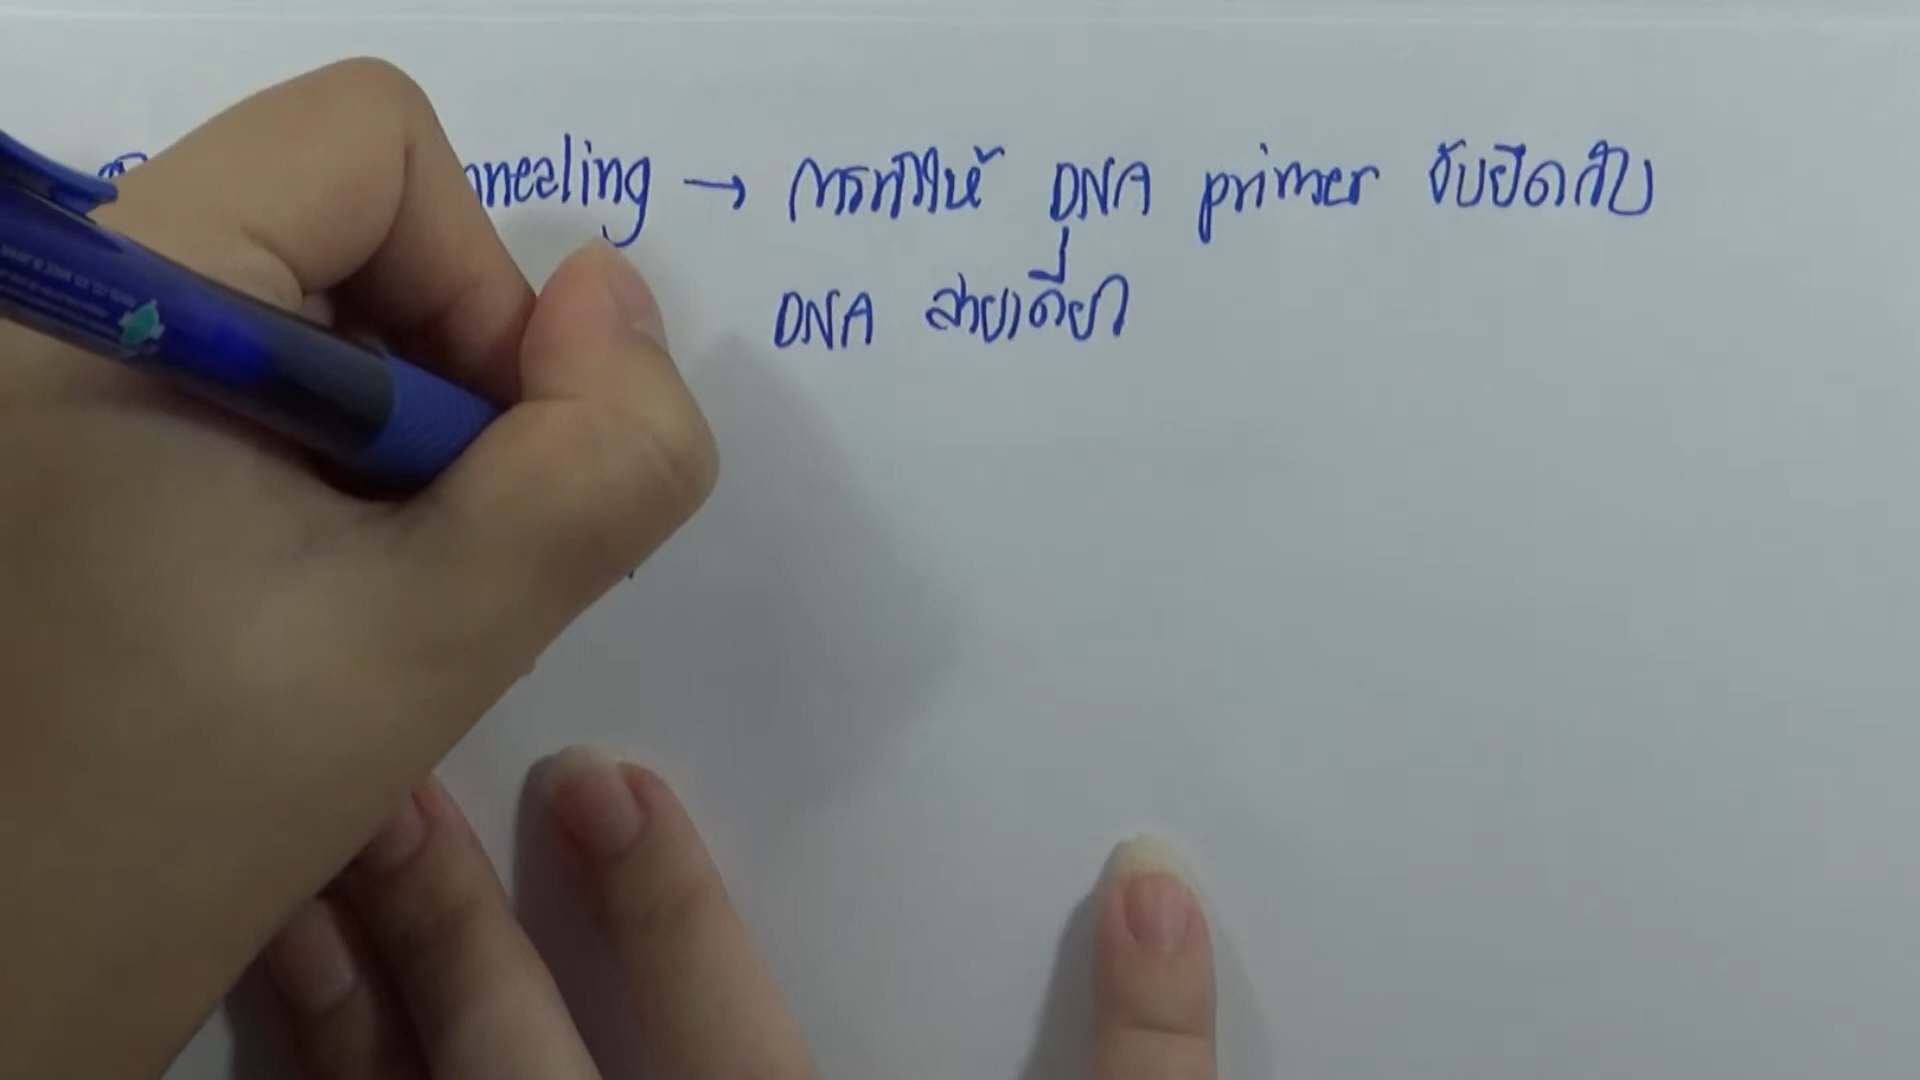 nnealing → การทำให้ DNA primer จับยึดกับ
DNA สายเดี่ยว